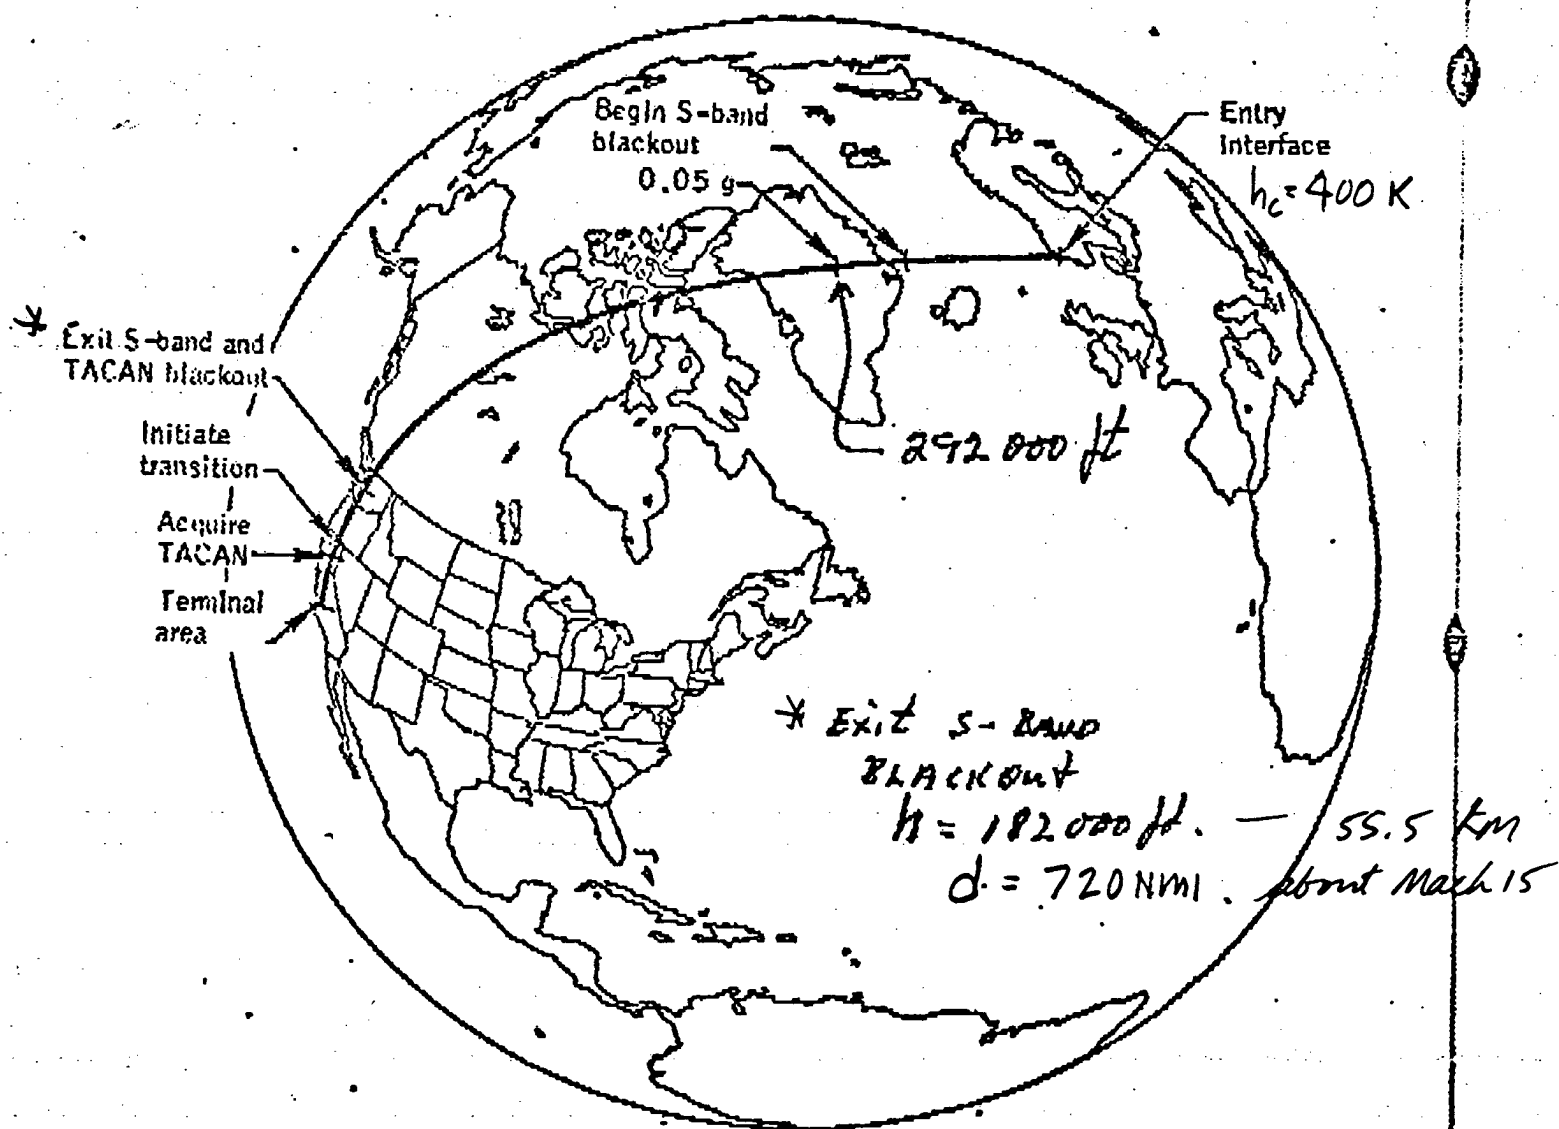 Begin S-band
blackout
0.05 g
Entry
Interface
hc = 400 K
* Exit S-band and
TACAN blackout
Initiate
transition
Acquire
TACAN
Terminal
area
292 000 ft
* Exit S-BAND
BLACKOUT
h = 182 000 ft. — 55.5 Km
d. = 720 NMI. about Mach 15